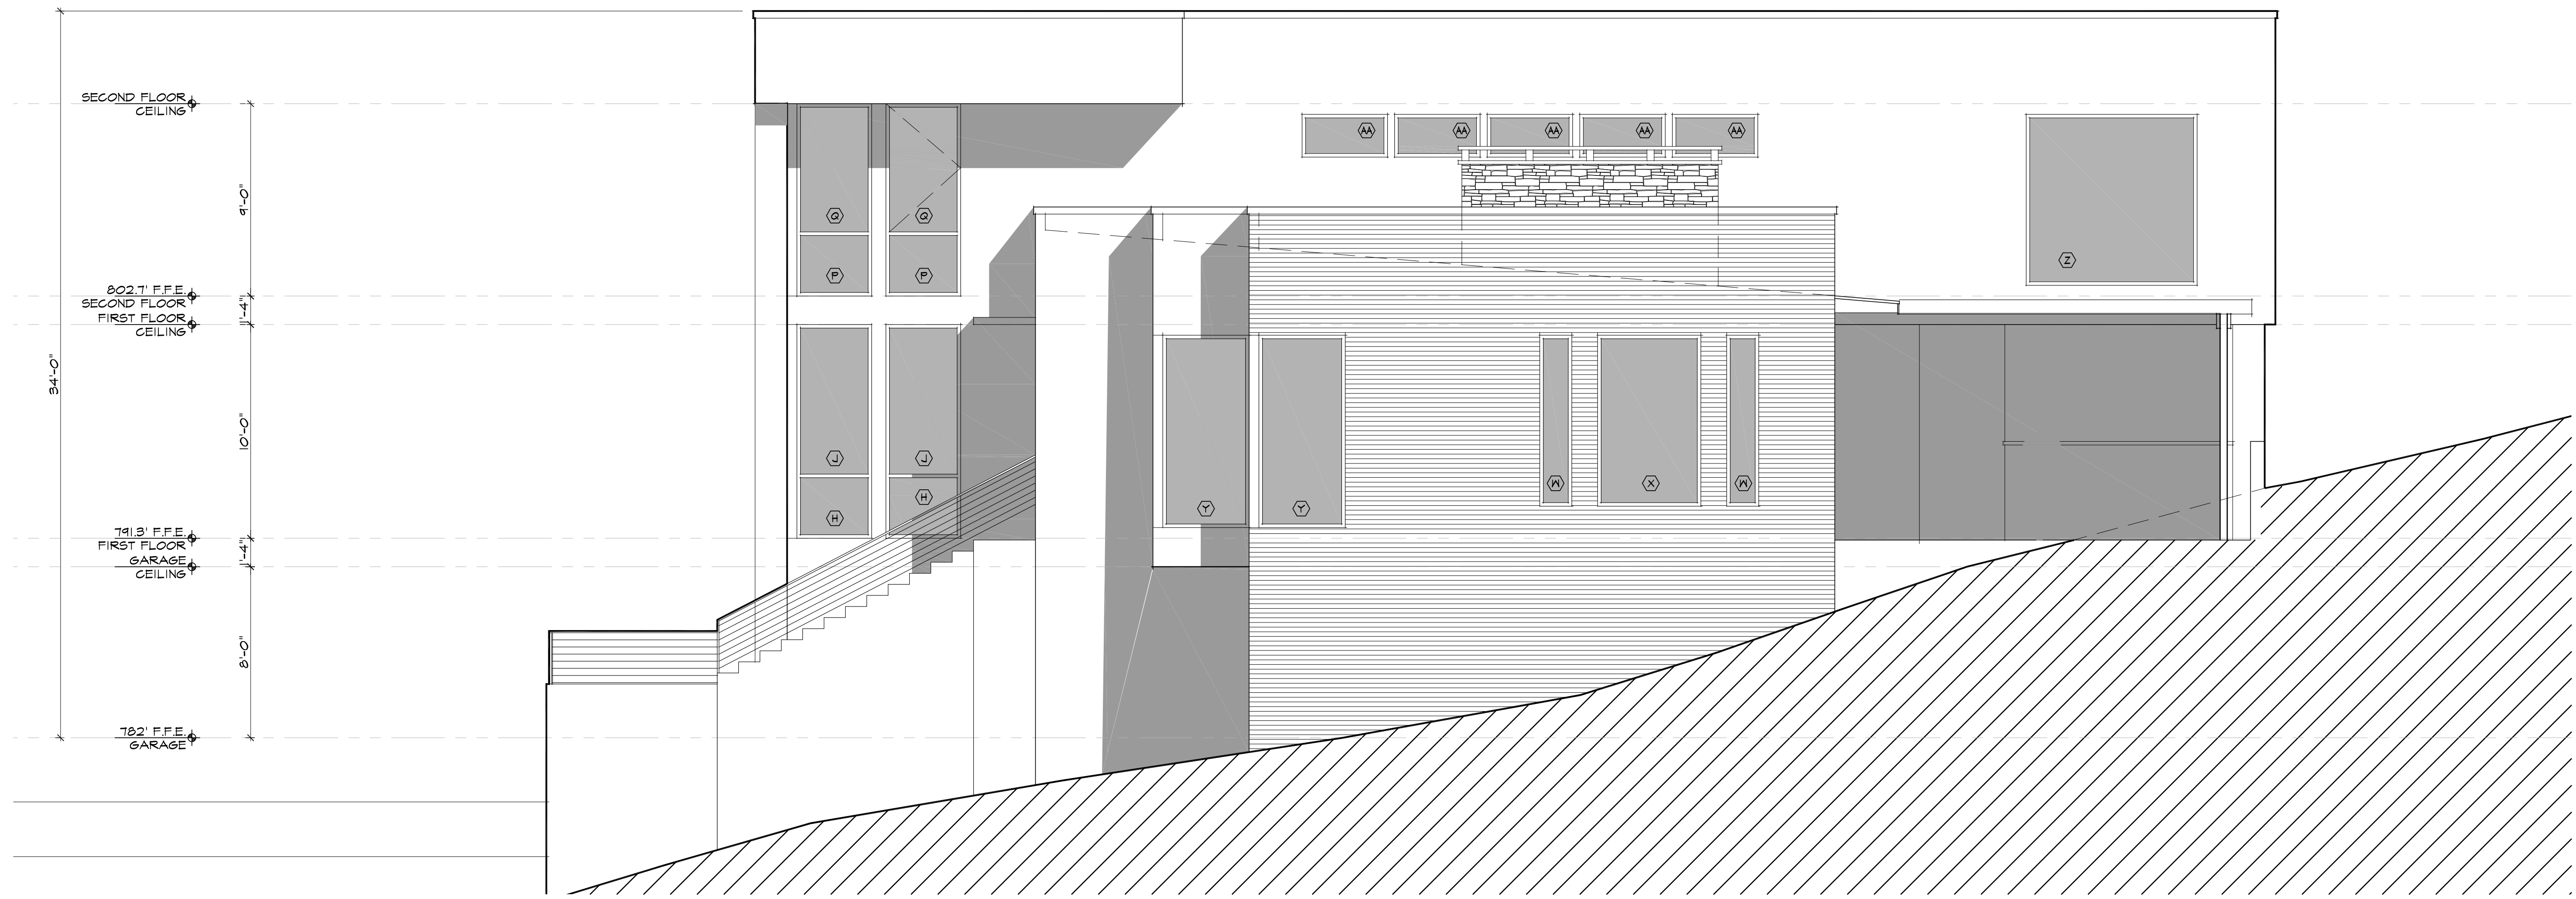 SECOND FLOOR
CEILING
AA AA AA AA AA
9'-0"
Q Q
Z
P P
802.7' F.F.E.
SECOND FLOOR
1'-4"
FIRST FLOOR
CEILING
34'-0"
10'-0"
J J
W X W
H
Y Y
H
791.3' F.F.E.
FIRST FLOOR
1'-4"
GARAGE
CEILING
8'-0"
782' F.F.E.
GARAGE